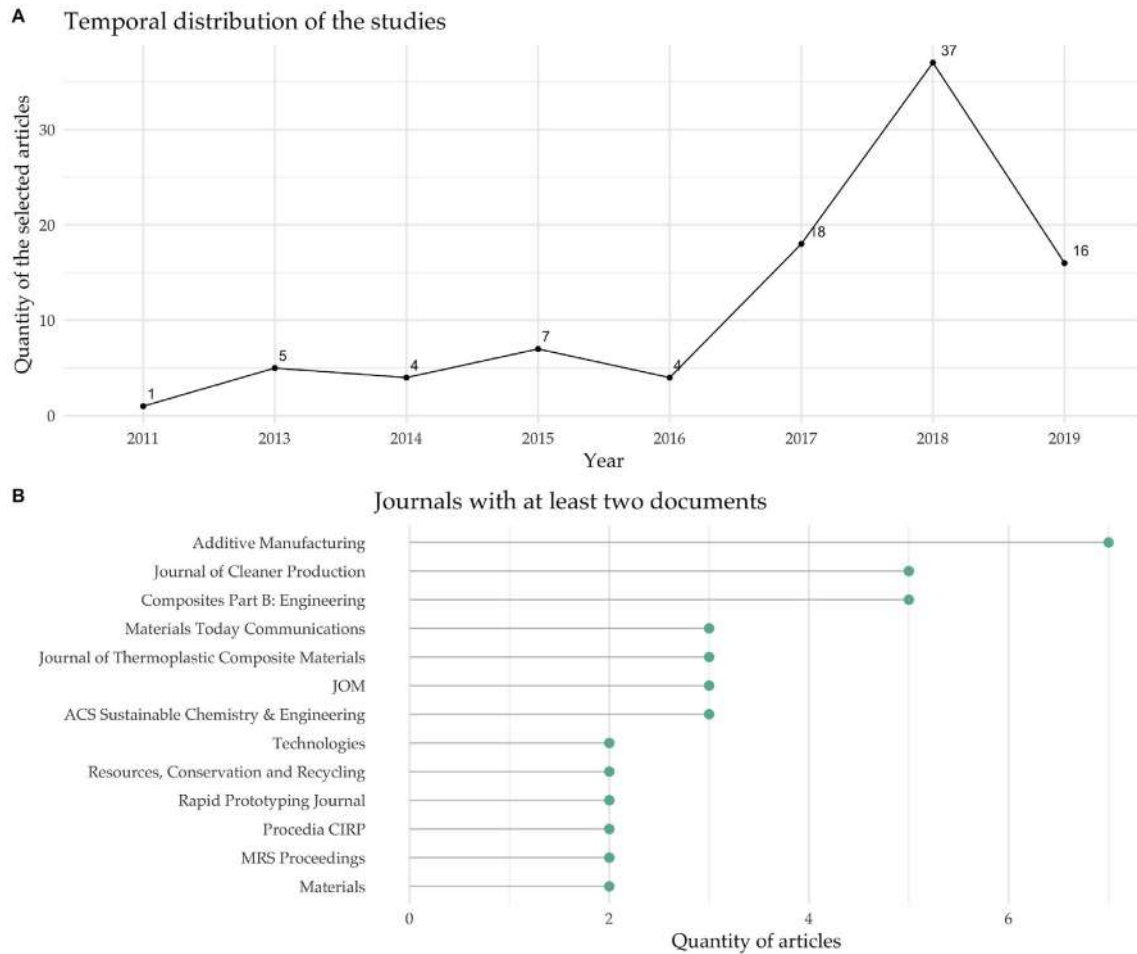 A
Temporal distribution of the studies
Quantity of the selected articles
30
20
10
0
1
5
4
7
4
18
37
16
2011 2013 2014 2015 2016 2017 2018 2019
Year
B
Journals with at least two documents
Additive Manufacturing
Journal of Cleaner Production
Composites Part B: Engineering
Materials Today Communications
Journal of Thermoplastic Composite Materials
JOM
ACS Sustainable Chemistry & Engineering
Technologies
Resources, Conservation and Recycling
Rapid Prototyping Journal
Procedia CIRP
MRS Proceedings
Materials
0 2 4 6
Quantity of articles